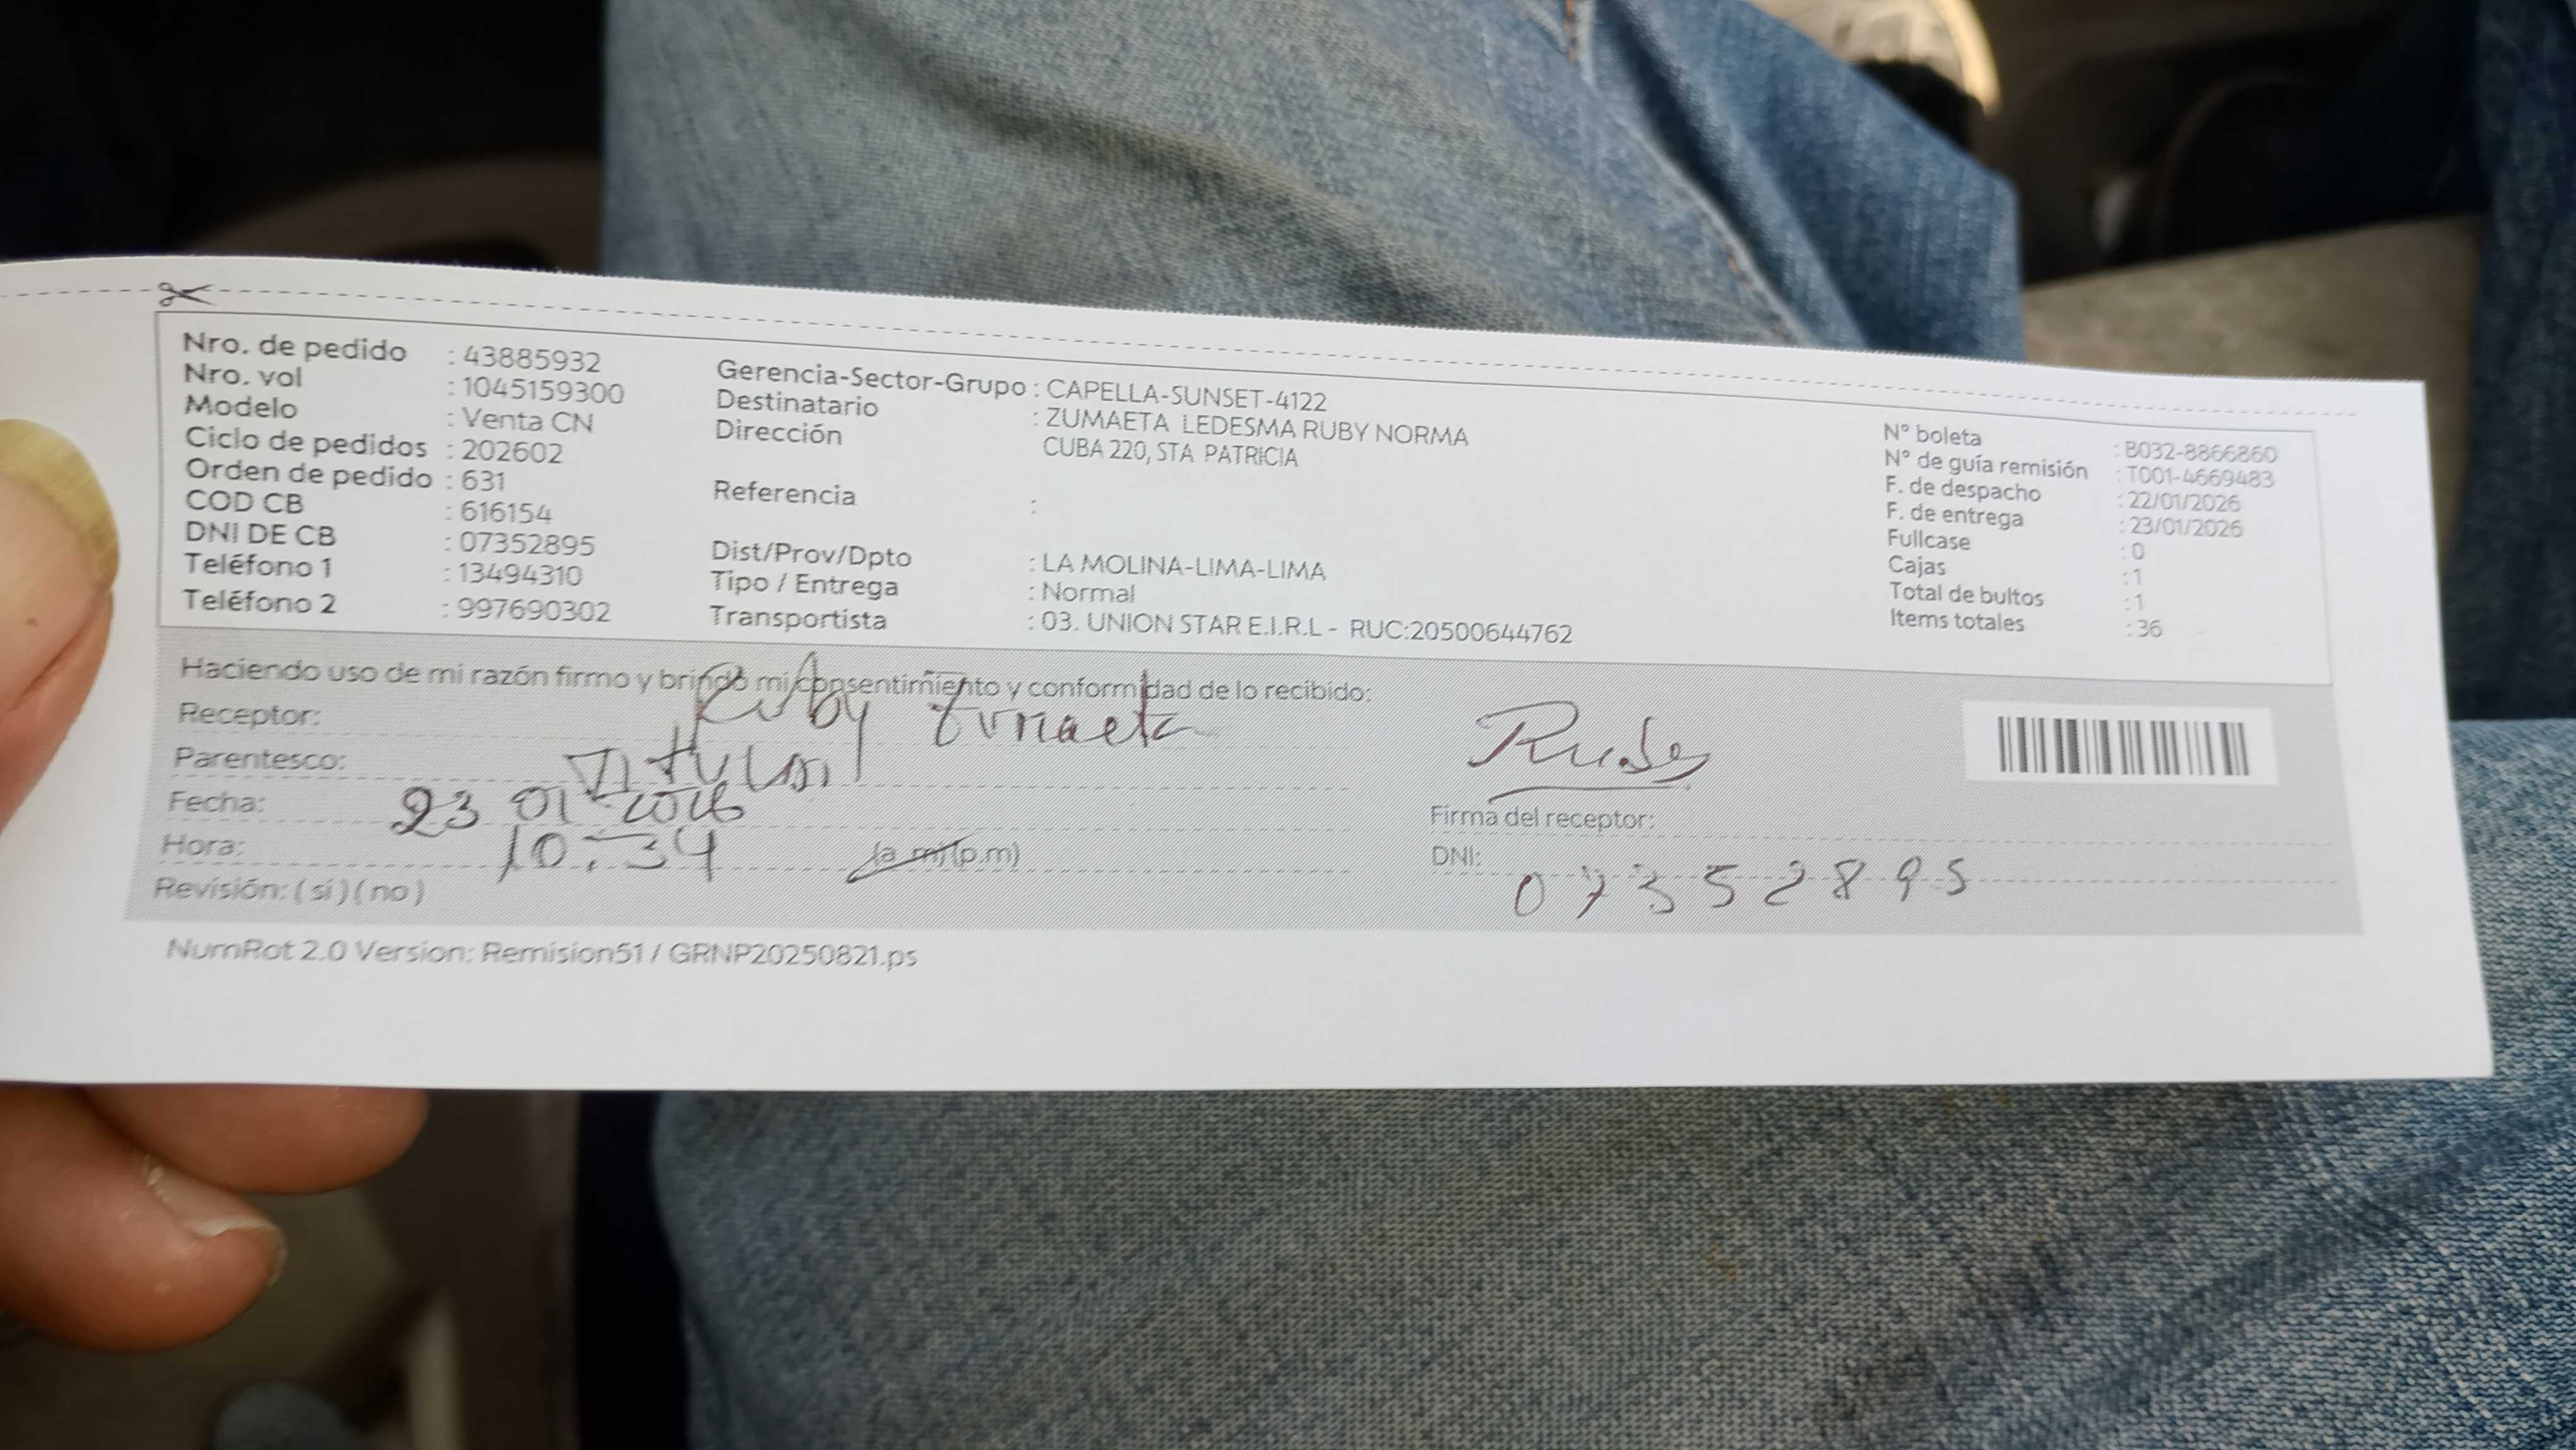 Nro. de pedido : 43885932
Nro. vol : 1045159300
Modelo : Venta CN
Ciclo de pedidos : 202602
Orden de pedido : 631
COD CB : 616154
DNI DE CB : 07352895
Teléfono 1 : 13494310
Teléfono 2 : 997690302
Gerencia-Sector-Grupo : CAPELLA-SUNSET-4122
Destinatario : ZUMAETA LEDESMA RUBY NORMA
Dirección CUBA 220, STA PATRICIA
Referencia :
Dist/Prov/Dpto : LA MOLINA-LIMA-LIMA
Tipo / Entrega : Normal
Transportista : 03. UNION STAR E.I.R.L - RUC:20500644762
N° boleta : B032-8866860
N° de guía remisión : T001-4669483
F. de despacho : 22/01/2026
F. de entrega : 23/01/2026
Fullcase : 0
Cajas : 1
Total de bultos : 1
Items totales : 36
Haciendo uso de mi razón firmo y brindo mi consentimiento y conformidad de lo recibido:
Receptor: Ruby Zumaeta
Parentesco: Titular
Fecha: 23 01 2026
Hora: 10:34 (a m) (p.m)
Revisión: ( si ) ( no )
Ruby
Firma del receptor:
DNI: 07352895
NumRot 2.0 Version: Remision51 / GRNP20250821.ps